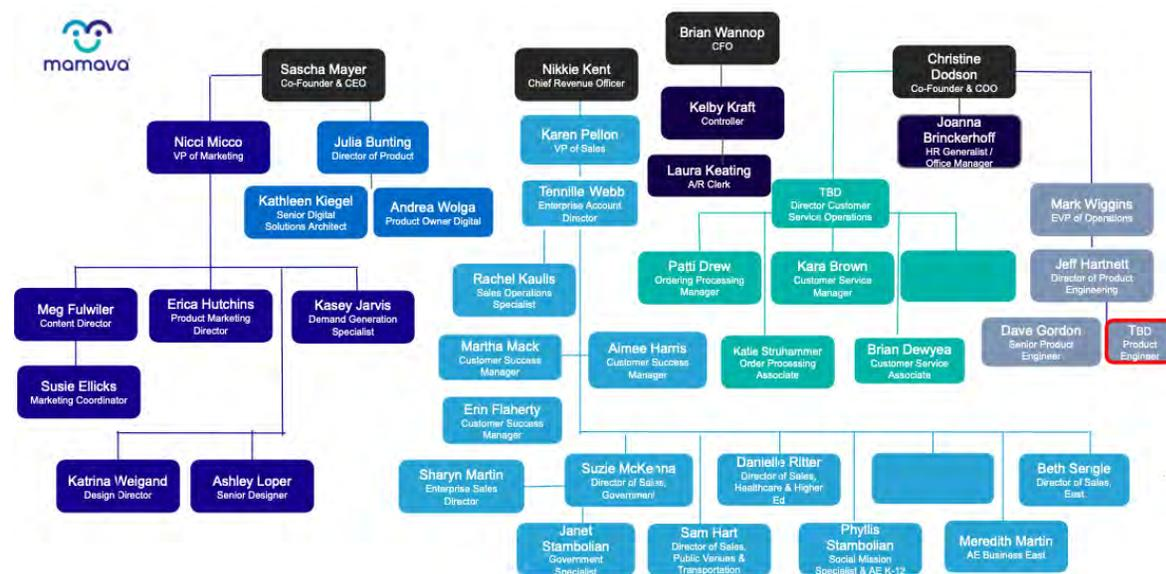 mamava
Sascha Mayer
Co-Founder & CEO
Nicci Micco
VP of Marketing
Julia Bunting
Director of Product
Kathleen Kiegel
Senior Digital
Solutions Architect
Andrea Wolga
Product Owner Digital
Meg Fulwiler
Content Director
Erica Hutchins
Product Marketing
Director
Kasey Jarvis
Demand Generation
Specialist
Susie Ellicks
Marketing Coordinator
Katrina Weigand
Design Director
Ashley Loper
Senior Designer
Nikkie Kent
Chief Revenue Officer
Karen Pellon
VP of Sales
Tennille Webb
Enterprise Account
Director
Rachel Kaulis
Sales Operations
Specialist
Martha Mack
Customer Success
Manager
Aimee Harris
Customer Success
Manager
Erin Flaherty
Customer Success
Manager
Sharyn Martin
Enterprise Sales
Director
Suzie McKenna
Director of Sales,
Government
Danielle Ritter
Director of Sales,
Healthcare & Higher
Ed
Beth Sengle
Director of Sales,
East
Janet
Stambolian
Government
Specialist
Sam Hart
Director of Sales,
Public Venues &
Transportation
Phyllis
Stambolian
Social Mission
Specialist & AE K-12
Meredith Martin
AE Business East
Brian Wannop
CFO
Kelby Kraft
Controller
Laura Keating
A/R Clerk
Christine
Dodson
Co-Founder & COO
Joanna
Brinckerhoff
HR Generalist /
Office Manager
TBD
Director Customer
Service Operations
Patti Drew
Ordering Processing
Manager
Kara Brown
Customer Service
Manager
Katie Struhammer
Order Processing
Associate
Brian Dewyea
Customer Service
Associate
Mark Wiggins
EVP of Operations
Jeff Hartnett
Director of Product
Engineering
Dave Gordon
Senior Product
Engineer
TBD
Product
Engineer